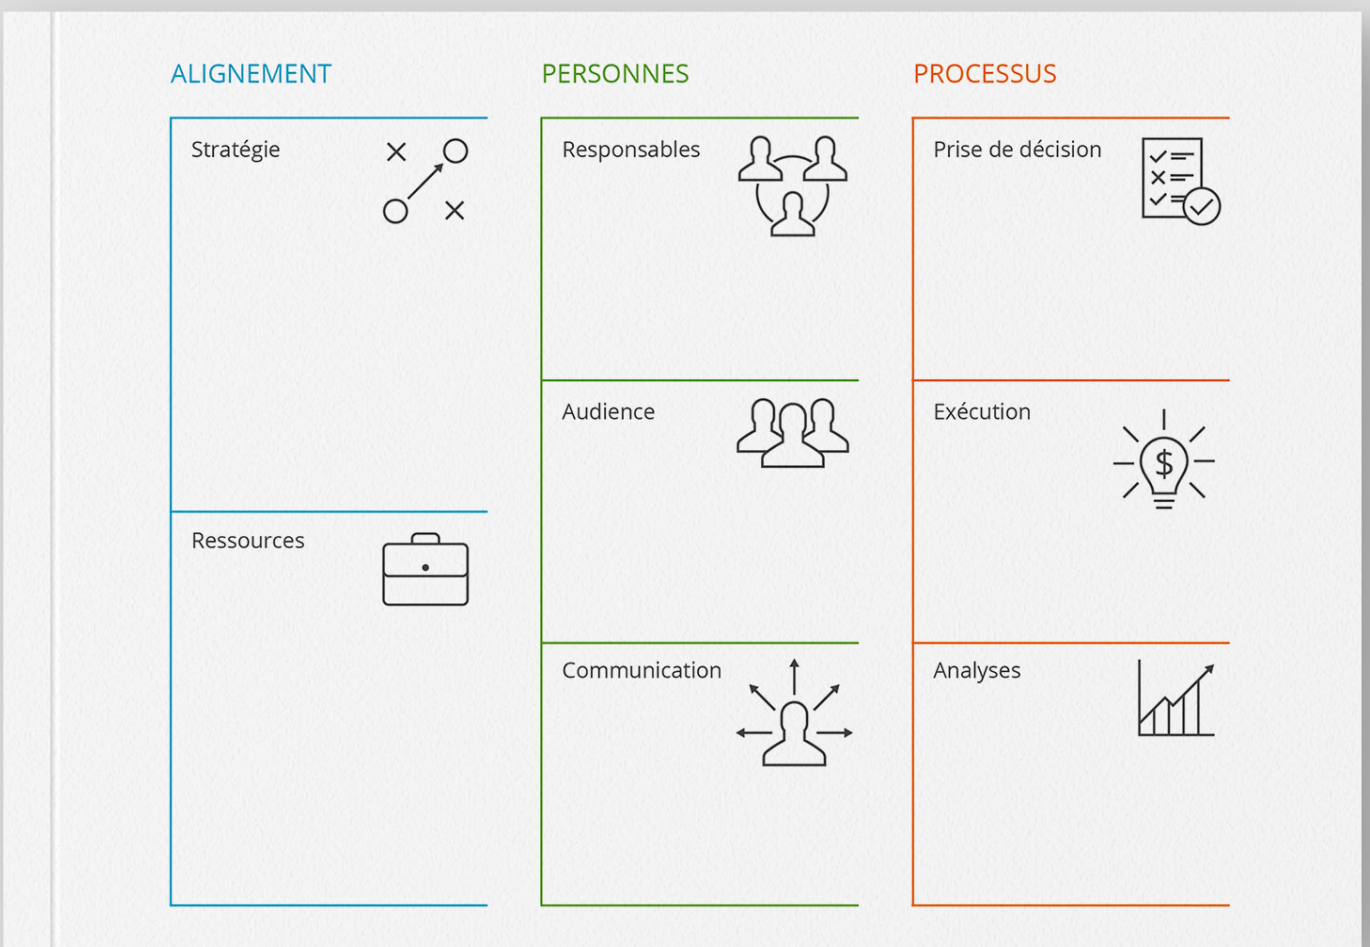 ALIGNEMENT
Stratégie
Ressources
PERSONNES
Responsables
Audience
Communication
PROCESSUS
Prise de décision
Exécution
$
Analyses